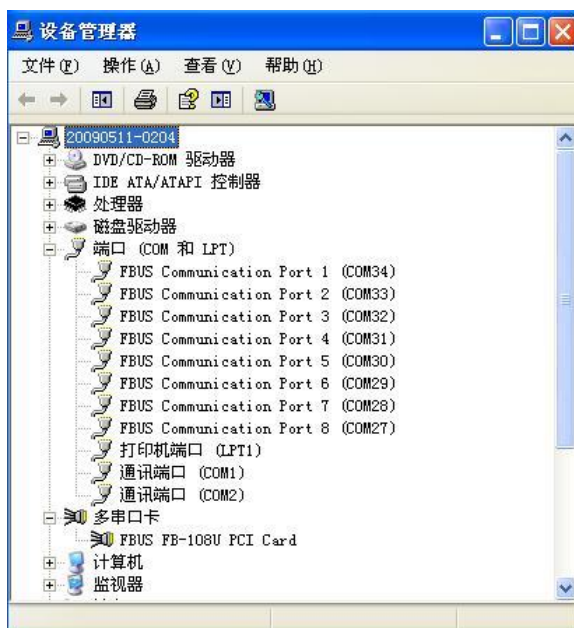 设备管理器
文件(F) 操作(A) 查看(V) 帮助(H)
20090511-0204
DVD/CD-ROM 驱动器
IDE ATA/ATAPI 控制器
处理器
磁盘驱动器
端口 (COM 和 LPT)
FBUS Communication Port 1 (COM34)
FBUS Communication Port 2 (COM33)
FBUS Communication Port 3 (COM32)
FBUS Communication Port 4 (COM31)
FBUS Communication Port 5 (COM30)
FBUS Communication Port 6 (COM29)
FBUS Communication Port 7 (COM28)
FBUS Communication Port 8 (COM27)
打印机端口 (LPT1)
通讯端口 (COM1)
通讯端口 (COM2)
多串口卡
FBUS FB-108U PCI Card
计算机
监视器